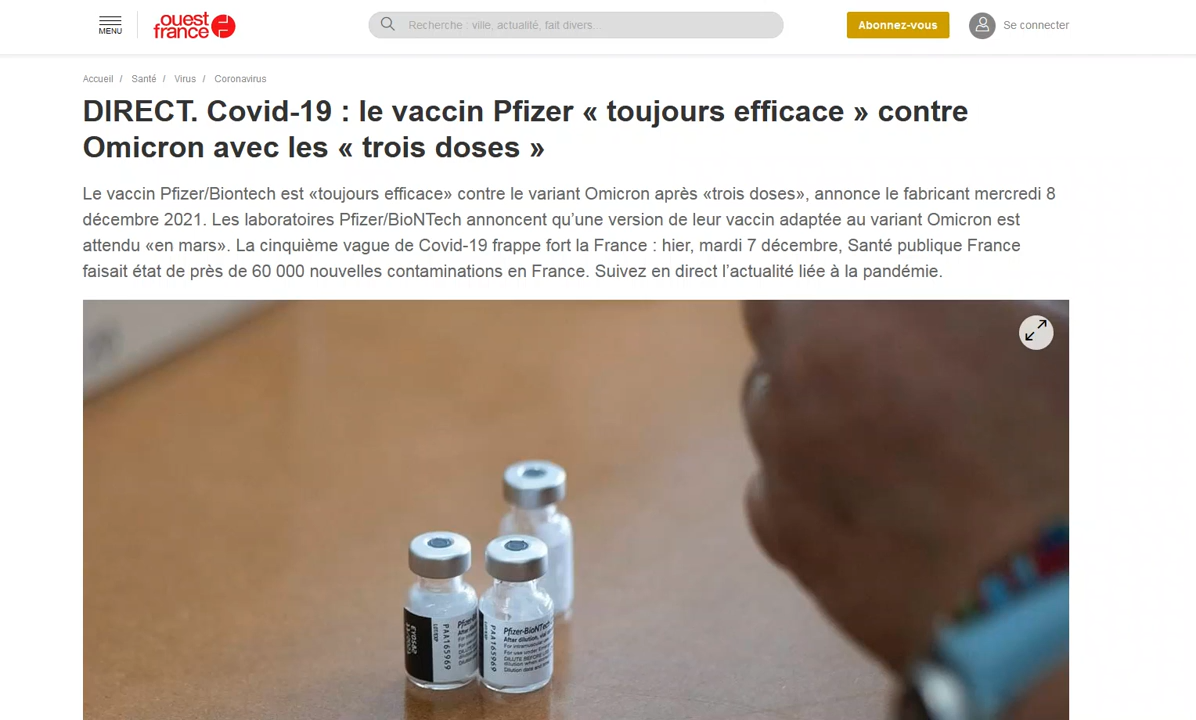 MENU
ouest
france
Recherche : ville, actualité, fait divers...
Abonnez-vous
Se connecter
Accueil / Santé / Virus / Coronavirus
DIRECT. Covid-19 : le vaccin Pfizer « toujours efficace » contre
Omicron avec les « trois doses »
Le vaccin Pfizer/Biontech est «toujours efficace» contre le variant Omicron après «trois doses», annonce le fabricant mercredi 8
décembre 2021. Les laboratoires Pfizer/BioNTech annoncent qu’une version de leur vaccin adaptée au variant Omicron est
attendu «en mars». La cinquième vague de Covid-19 frappe fort la France : hier, mardi 7 décembre, Santé publique France
faisait état de près de 60 000 nouvelles contaminations en France. Suivez en direct l’actualité liée à la pandémie.
PAA165969
PAA165969
Pfizer-BioNTech
After dilution, vial